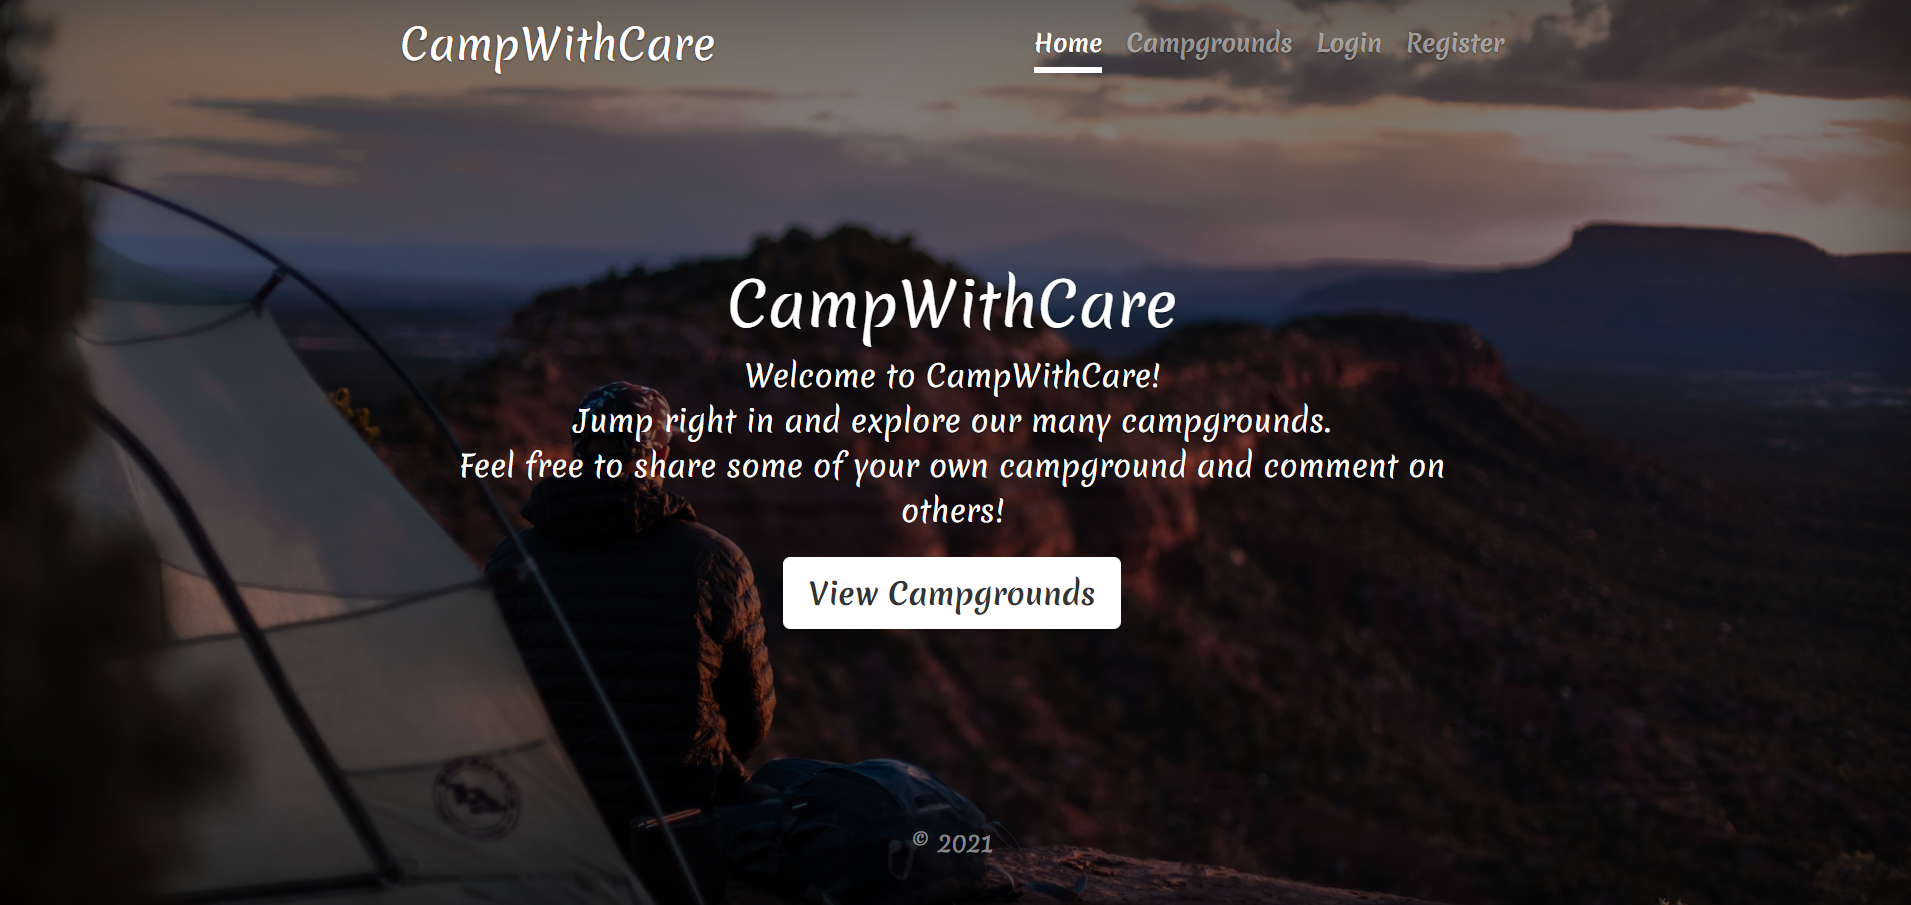 CampWithCare
Home Campgrounds Login Register
CampWithCare
Welcome to CampWithCare!
Jump right in and explore our many campgrounds.
Feel free to share some of your own campground and comment on
others!
View Campgrounds
© 2021